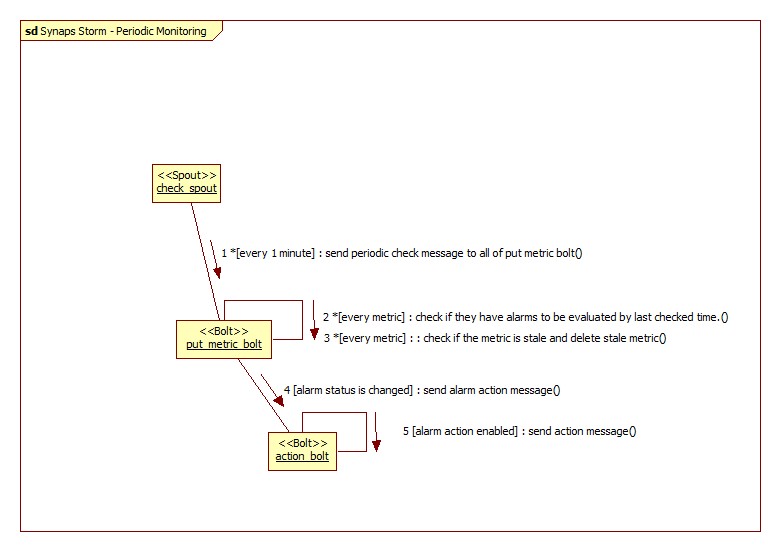 sd Synaps Storm - Periodic Monitoring
<<Spout>>
check_spout
1 *[every 1 minute] : send periodic check message to all of put metric bolt()
<<Bolt>>
put_metric_bolt
2 *[every metric] : check if they have alarms to be evaluated by last checked time.()
3 *[every metric] : : check if the metric is stale and delete stale metric()
4 [alarm status is changed] : send alarm action message()
<<Bolt>>
action_bolt
5 [alarm action enabled] : send action message()